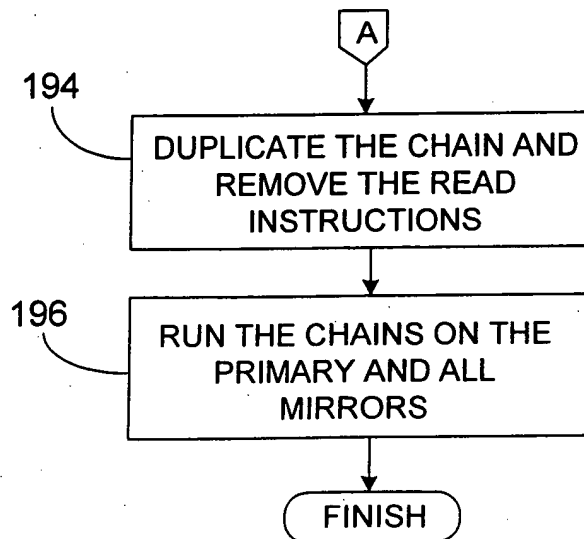 A
194
DUPLICATE THE CHAIN AND
REMOVE THE READ
INSTRUCTIONS
196
RUN THE CHAINS ON THE
PRIMARY AND ALL
MIRRORS
FINISH